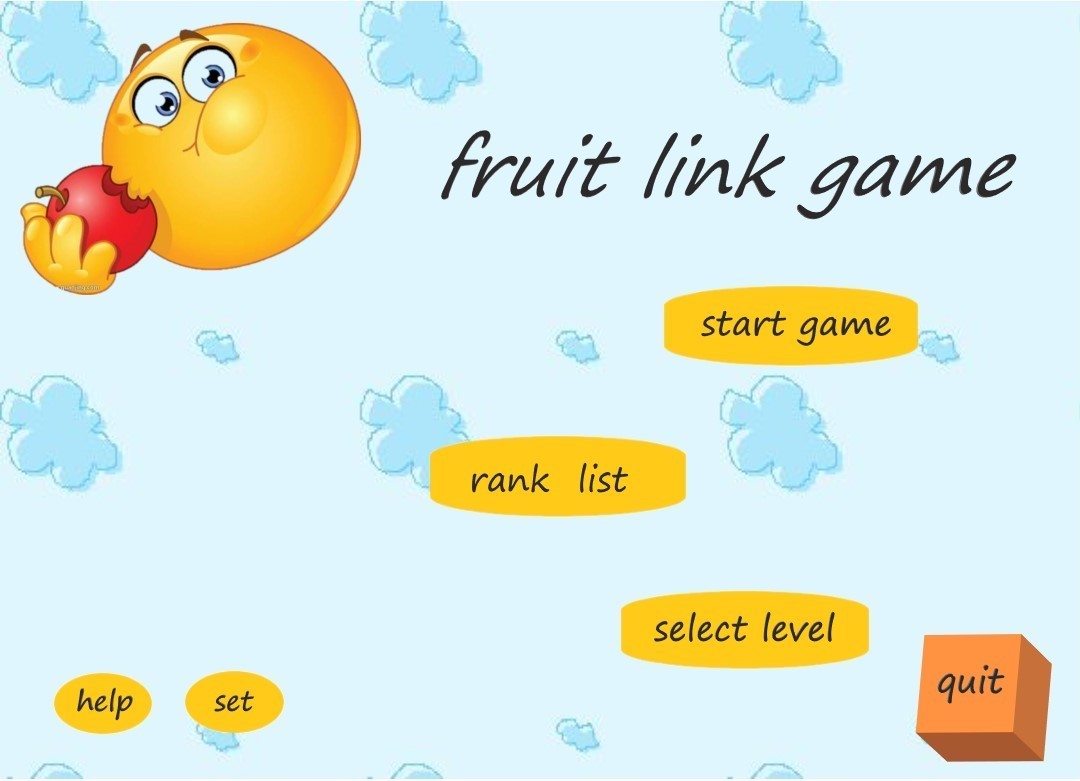 fruit link game
start game
rank list
select level
help
set
quit